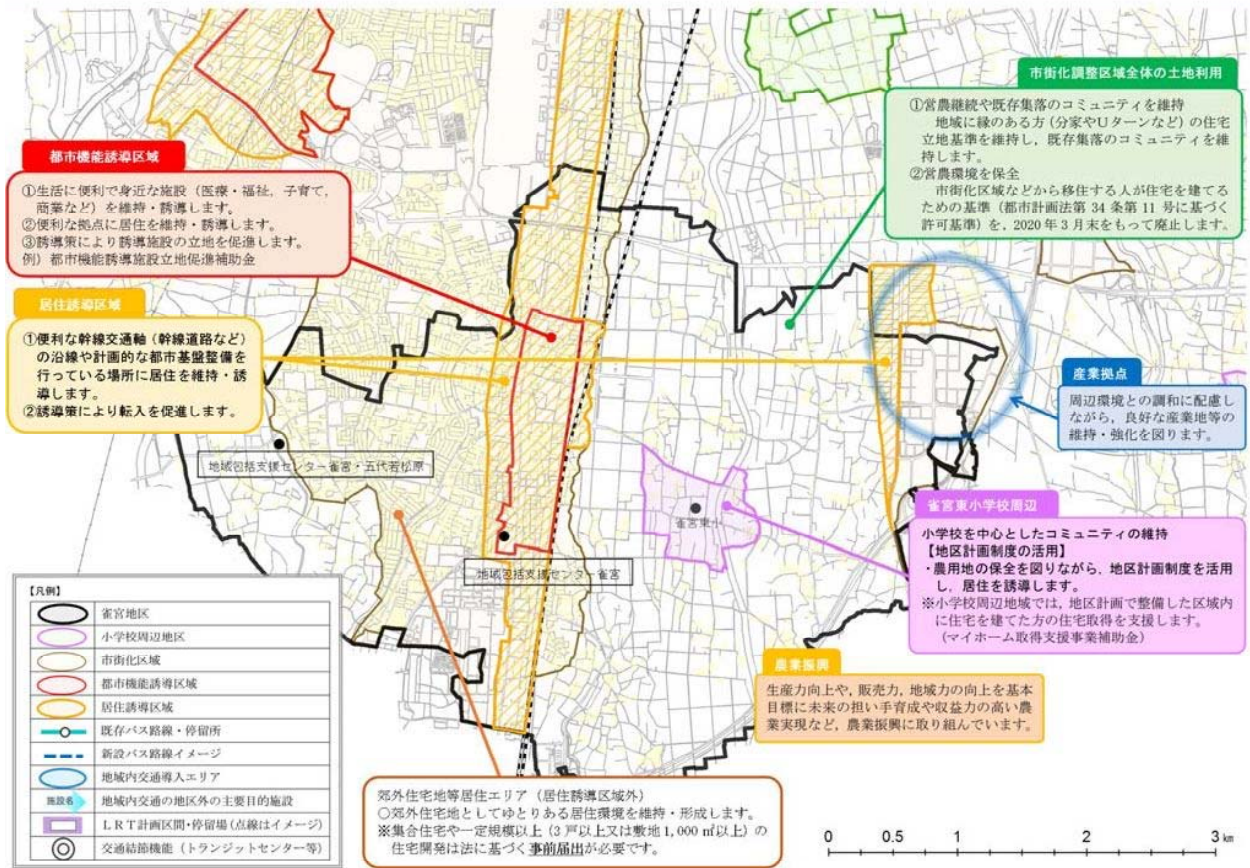 都市機能誘導区域
①生活に便利で身近な施設（医療・福祉，子育て，
商業など）を維持・誘導します。
②便利な拠点に居住を維持・誘導します。
③誘導策により誘導施設の立地を促進します。
例）都市機能誘導施設立地促進補助金
居住誘導区域
①便利な幹線交通軸（幹線道路など）
の沿線や計画的な都市基盤整備を
行っている場所に居住を維持・誘
導します。
②誘導策により転入を促進します。
市街化調整区域全体の土地利用
①営農継続や既存集落のコミュニティを維持
地域に縁のある方（分家やUターンなど）の住宅
立地基準を維持し，既存集落のコミュニティを維
持します。
②営農環境を保全
市街化区域などから移住する人が住宅を建てる
ための基準（都市計画法第 34 条第 11 号に基づく
許可基準）を，2020 年 3 月末をもって廃止します。
産業拠点
周辺環境との調和に配慮し
ながら，良好な産業地等の
維持・強化を図ります。
地域包括支援センター雀宮・五代若松原
雀宮東小
地域包括支援センター雀宮
雀宮東小学校周辺
小学校を中心としたコミュニティの維持
【地区計画制度の活用】
・農用地の保全を図りながら，地区計画制度を活用
し，居住を誘導します。
※小学校周辺地域では，地区計画で整備した区域内
に住宅を建てた方の住宅取得を支援します。
（マイホーム取得支援事業補助金）
農業振興
生産力向上や，販売力，地域力の向上を基本
目標に未来の担い手育成や収益力の高い農
業実現など，農業振興に取り組んでいます。
【凡例】
雀宮地区
小学校周辺地区
市街化区域
都市機能誘導区域
居住誘導区域
既存バス路線・停留所
新設バス路線イメージ
地域内交通導入エリア
施設名 地域内交通の地区外の主要目的施設
ＬＲＴ計画区間・停留場(点線はイメージ)
交通結節機能（トランジットセンター等）
郊外住宅地等居住エリア（居住誘導区域外）
○郊外住宅地としてゆとりある居住環境を維持・形成します。
※集合住宅や一定規模以上（3 戸以上又は敷地 1,000 ㎡以上）の
住宅開発は法に基づく事前届出が必要です。
0 0.5 1 2 3 km